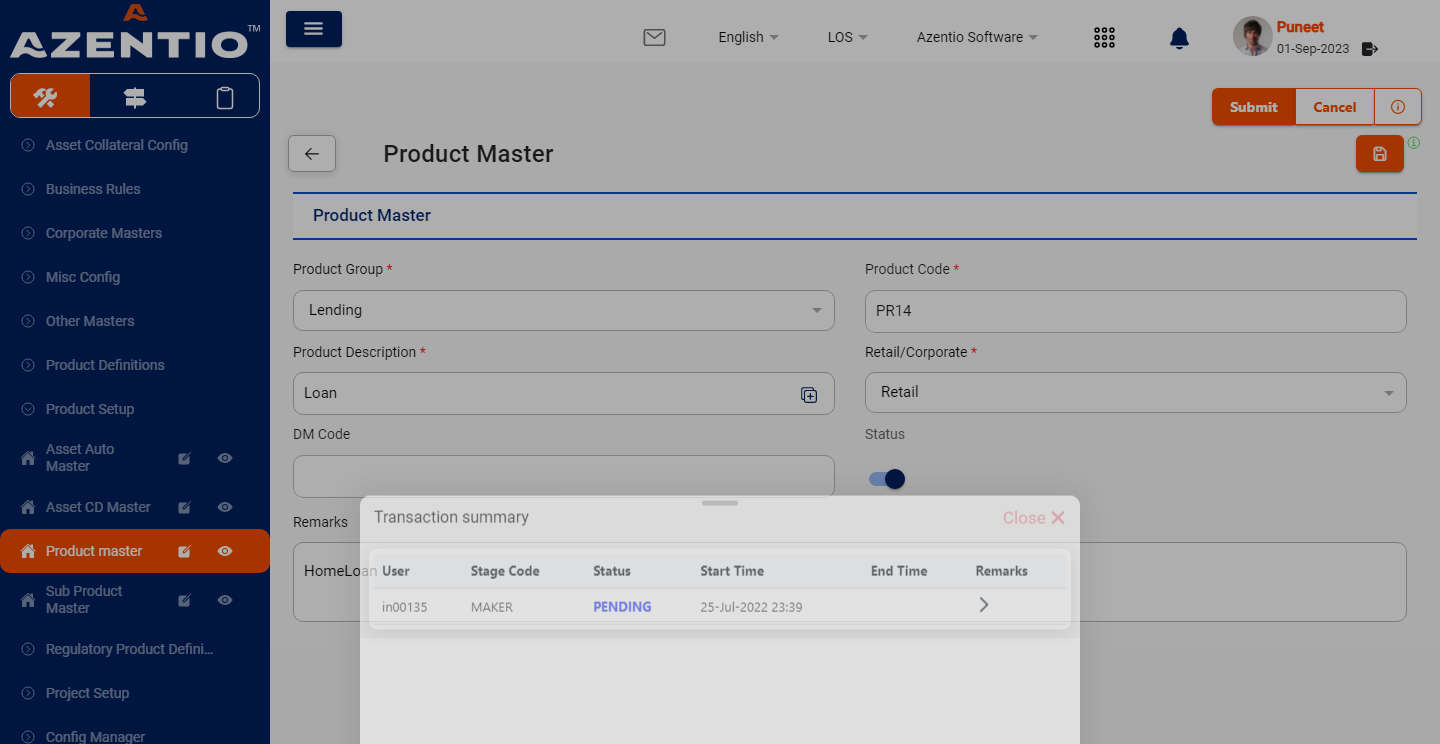 AZENTIO™
English
LOS
Azentio Software
Puneet
01-Sep-2023
Submit
Cancel
Product Master
Asset Collateral Config
Business Rules
Corporate Masters
Misc Config
Other Masters
Product Definitions
Product Setup
Asset Auto
Master
Asset CD Master
Product master
Sub Product
Master
Regulatory Product Defini...
Project Setup
Config Manager
Product Master
Product Group *
Product Code *
Lending
PR14
Product Description *
Retail/Corporate *
Loan
Retail
DM Code
Status
Remarks
HomeLoan
Transaction summary
Close
User Stage Code Status Start Time End Time Remarks
in00135 MAKER PENDING 25-Jul-2022 23:39